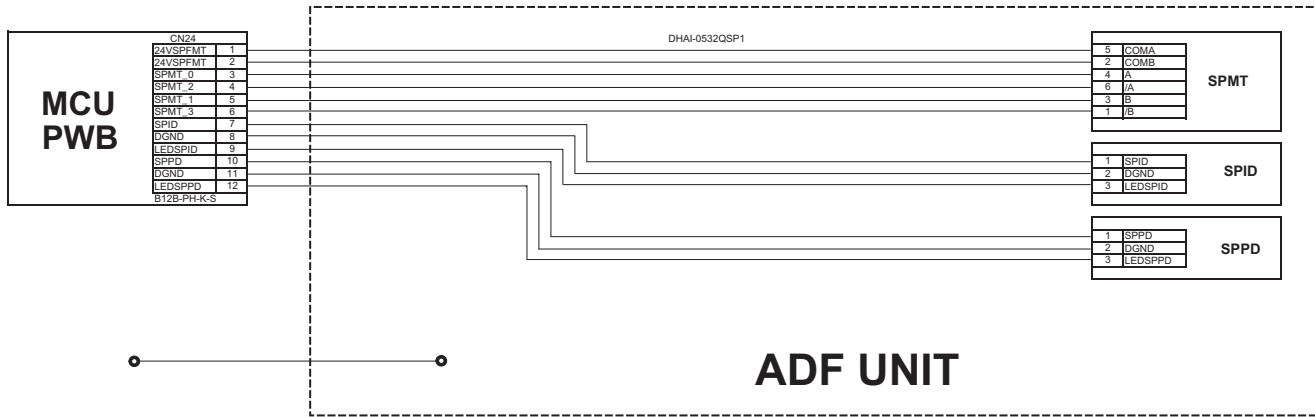 CN24
DHAI-0532QSP1
MCU
PWB
24VSPFMT 1
24VSPFMT 2
SPMT_0 3
SPMT_2 4
SPMT_1 5
SPMT_3 6
SPID 7
DGND 8
LEDSPID 9
SPPD 10
DGND 11
LEDSPPD 12
B12B-PH-K-S
5 COMA
2 COMB
4 A
6 /A
3 B
1 /B
SPMT
1 SPID
2 DGND
3 LEDSPID
SPID
1 SPPD
2 DGND
3 LEDSPPD
SPPD
ADF UNIT